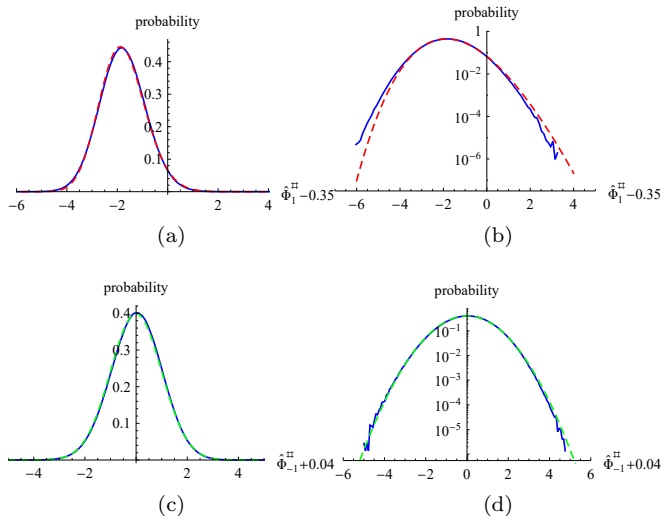 probability
0.4
0.3
0.2
0.1
−6 −4 −2 0 2 4
Φ̂₁^⌗ −0.35
(a)
probability
1
10⁻²
10⁻⁴
10⁻⁶
−6 −4 −2 0 2 4
Φ̂₁^⌗ −0.35
(b)
probability
0.4
0.3
0.2
0.1
−4 −2 0 2 4
Φ̂₋₁^⌗ +0.04
(c)
probability
10⁻¹
10⁻²
10⁻³
10⁻⁴
10⁻⁵
−6 −4 −2 0 2 4 6
Φ̂₋₁^⌗ +0.04
(d)